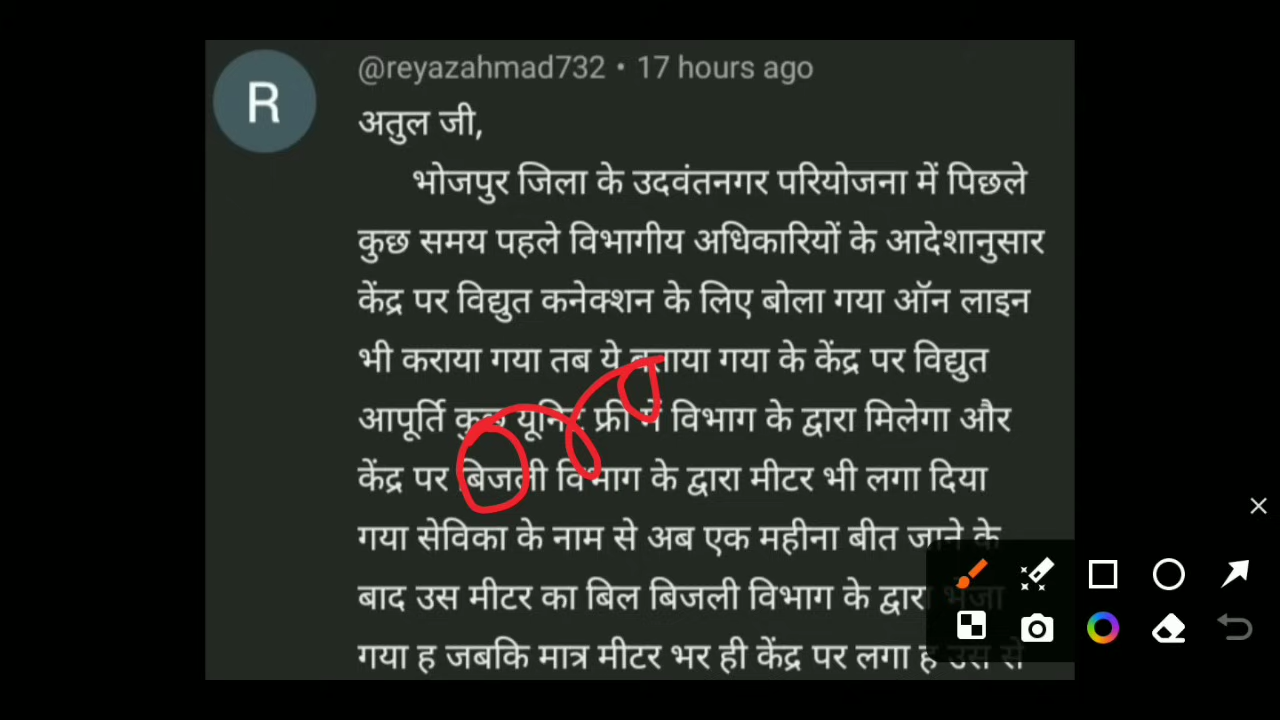 R
@reyazahmad732 • 17 hours ago
अतुल जी,
भोजपुर जिला के उदवंतनगर परियोजना में पिछले
कुछ समय पहले विभागीय अधिकारियों के आदेशानुसार
केंद्र पर विद्युत कनेक्शन के लिए बोला गया ऑन लाइन
भी कराया गया तब ये बताया गया के केंद्र पर विद्युत
आपूर्ति कुछ यूनिट फ्री में विभाग के द्वारा मिलेगा और
केंद्र पर बिजली विभाग के द्वारा मीटर भी लगा दिया
गया सेविका के नाम से अब एक महीना बीत जाने के
बाद उस मीटर का बिल बिजली विभाग के द्वारा भेजा
गया ह जबकि मात्र मीटर भर ही केंद्र पर लगा ह उस से